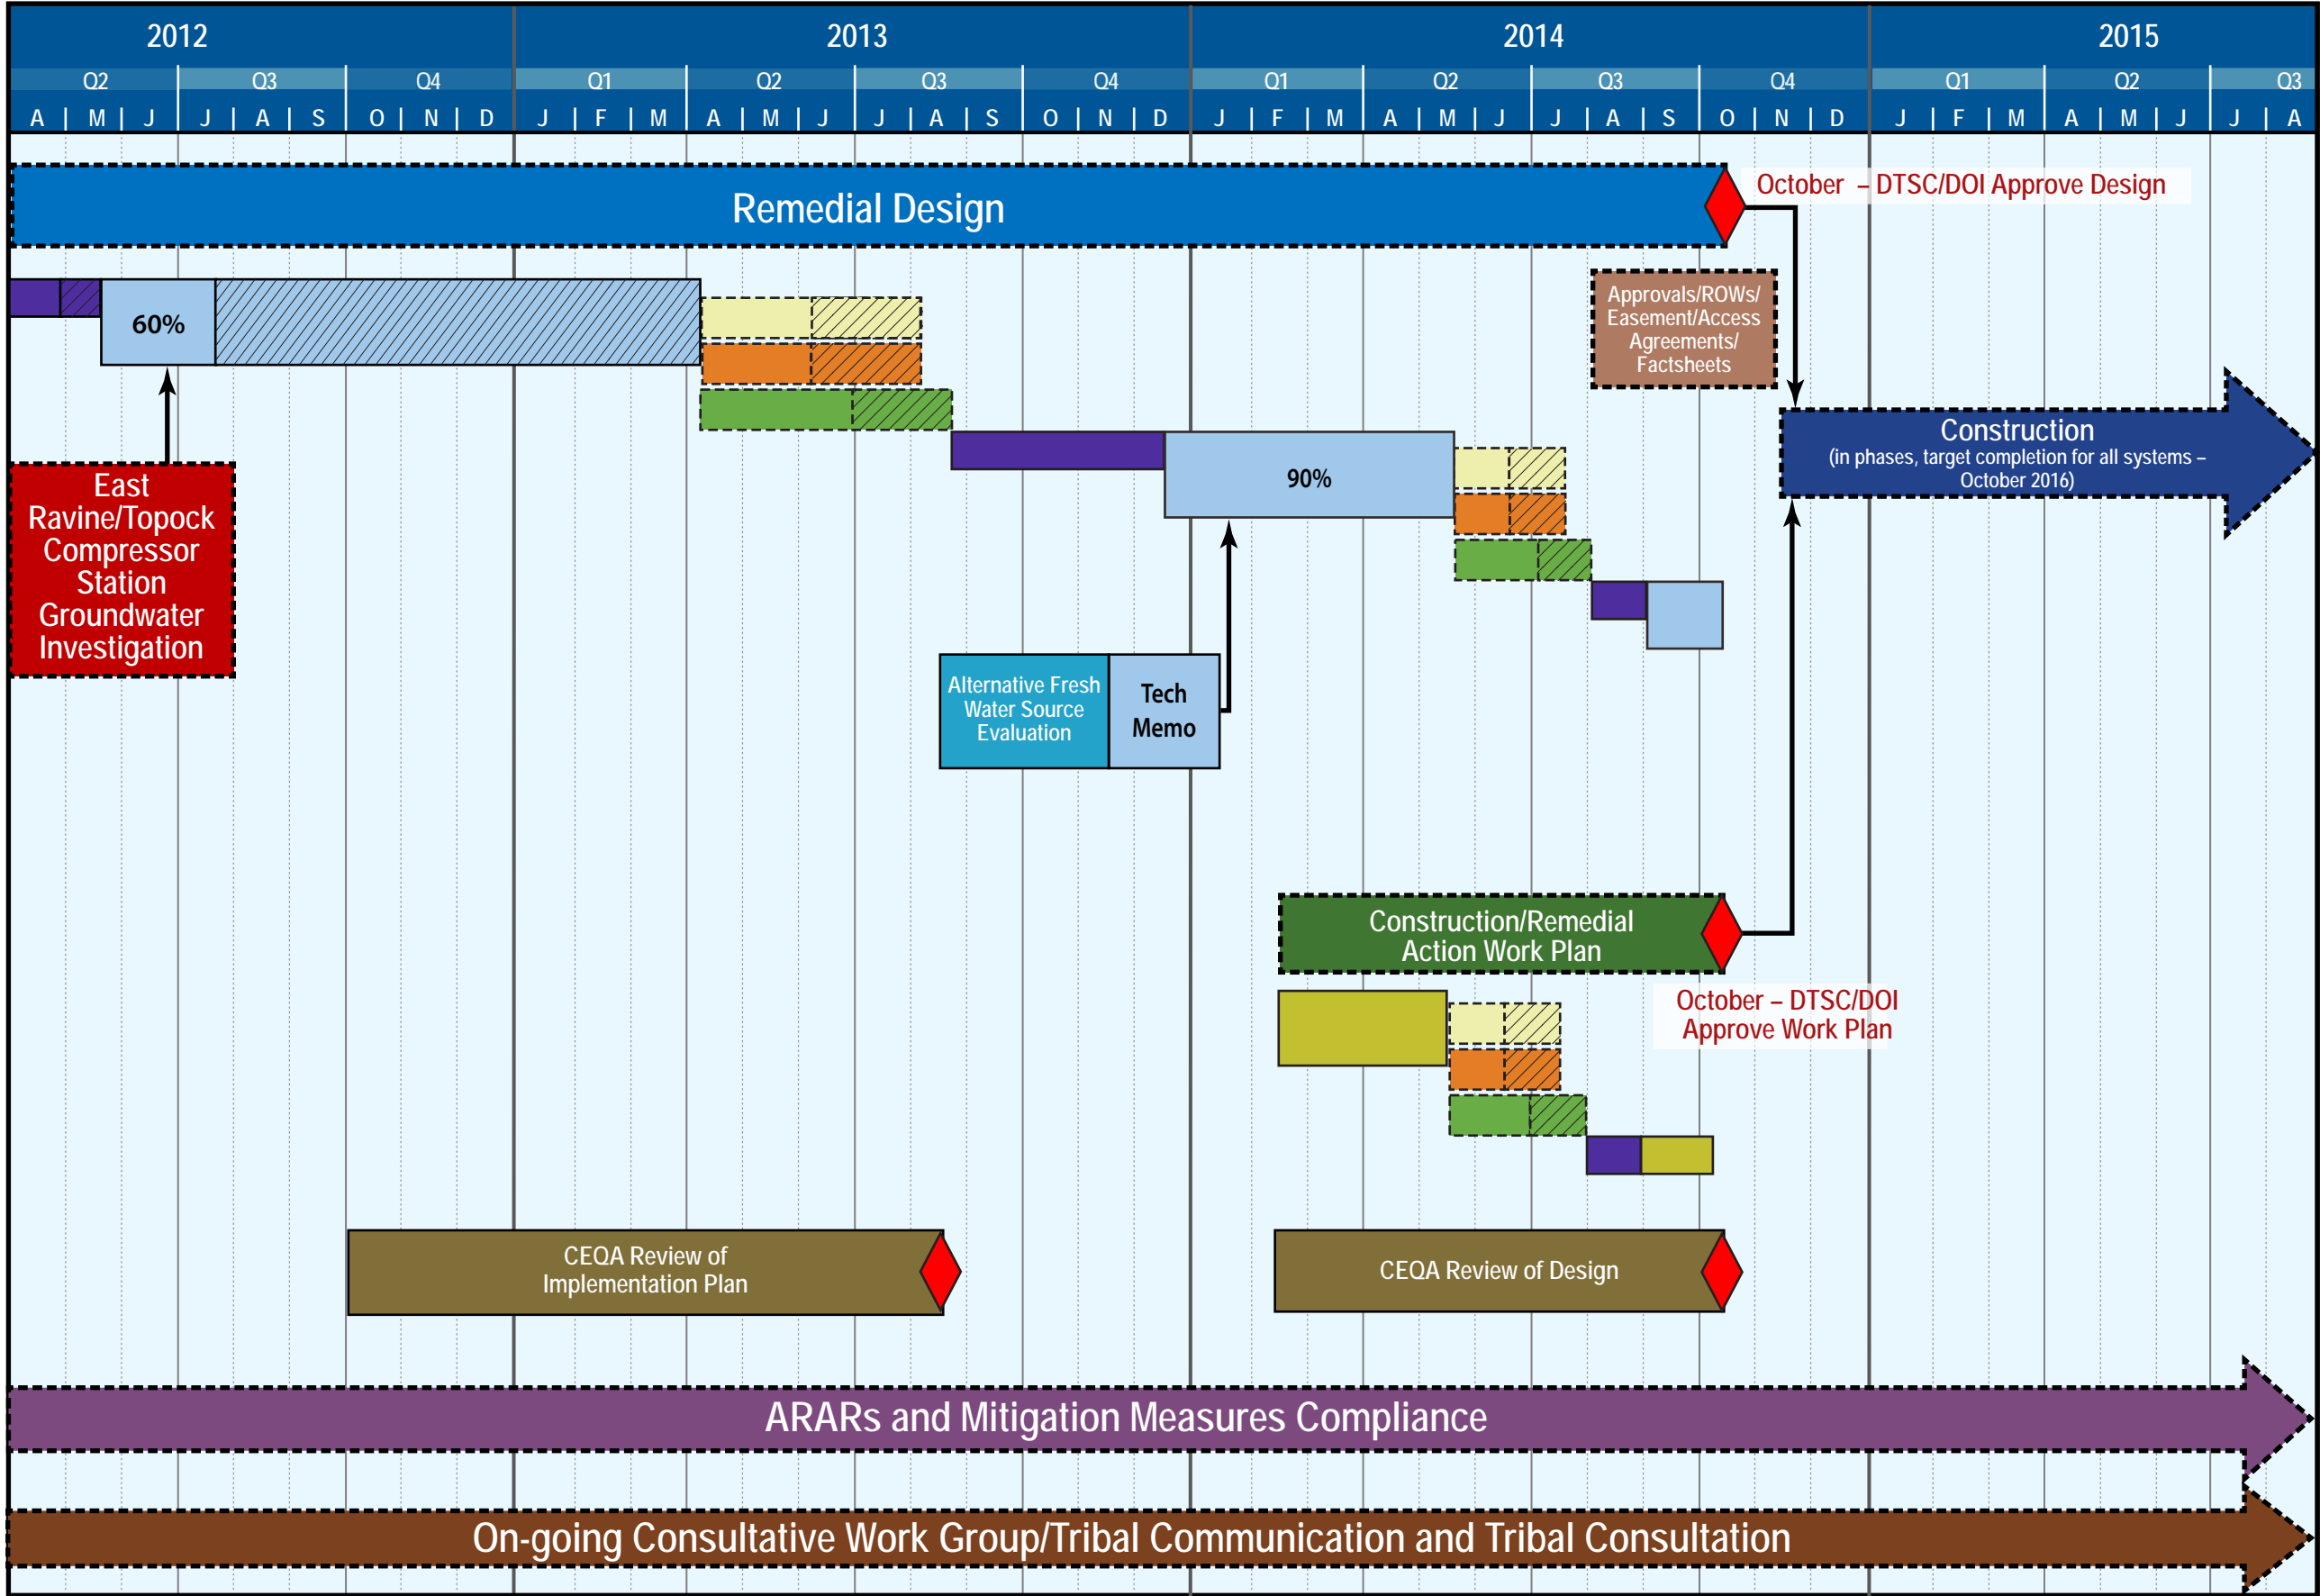 2012 2013 2014 2015
Q2 Q3 Q4 Q1 Q2 Q3 Q4 Q1 Q2 Q3 Q4 Q1 Q2 Q3
A M J J A S O N D J F M A M J J A S O N D J F M A M J J A S O N D J F M A M J J A
Remedial Design
October – DTSC/DOI Approve Design
60%
Approvals/ROWs/
Easement/Access
Agreements/
Factsheets
Construction
(in phases, target completion for all systems –
October 2016)
90%
East
Ravine/Topock
Compressor
Station
Groundwater
Investigation
Alternative Fresh
Water Source
Evaluation
Tech
Memo
Construction/Remedial
Action Work Plan
October – DTSC/DOI
Approve Work Plan
CEQA Review of
Implementation Plan
CEQA Review of Design
ARARs and Mitigation Measures Compliance
On-going Consultative Work Group/Tribal Communication and Tribal Consultation